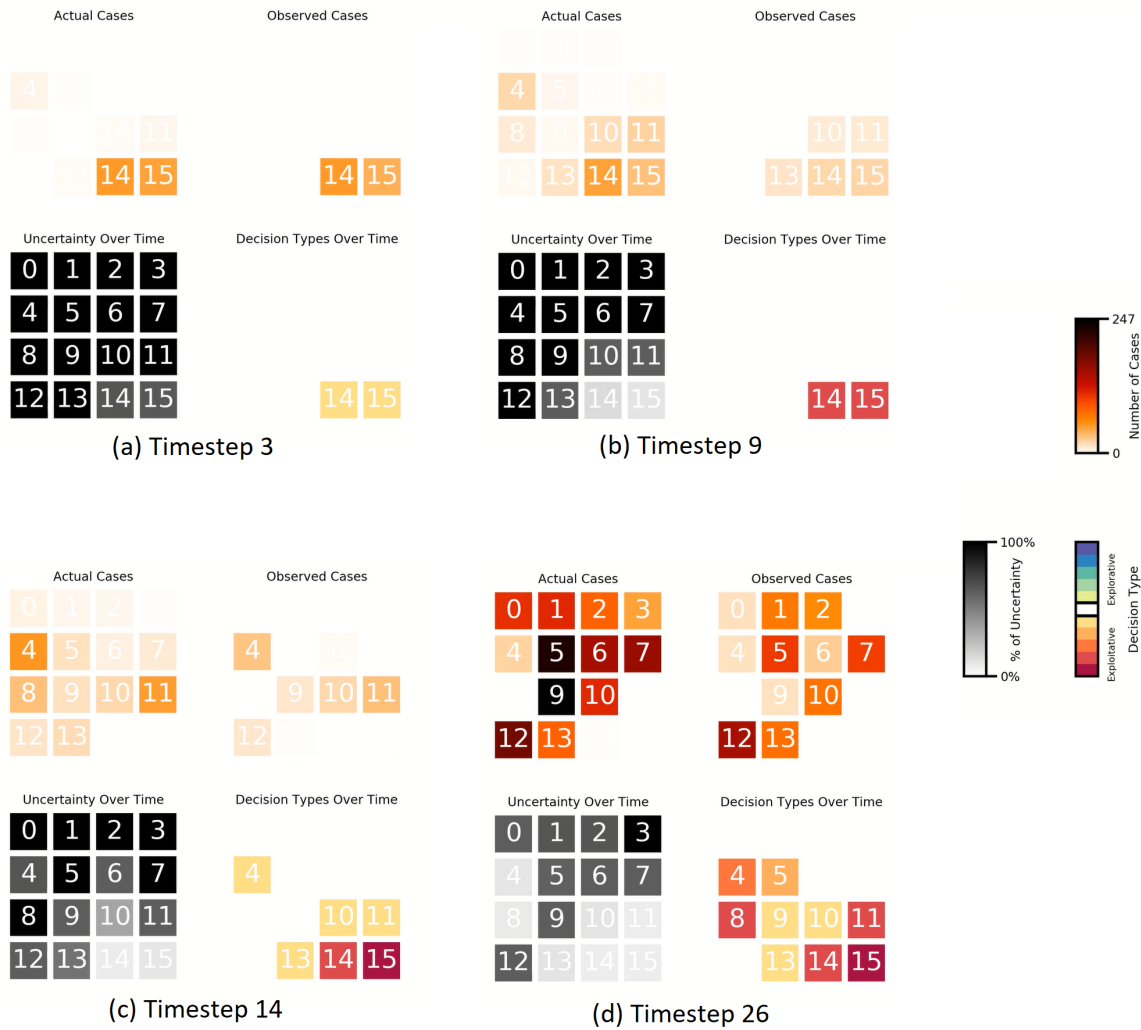 Actual Cases
4
10 11
14 15
Observed Cases
14 15
Uncertainty Over Time
0 1 2 3
4 5 6 7
8 9 10 11
12 13 14 15
Decision Types Over Time
14 15
(a) Timestep 3
Actual Cases
4 5
8 9 10 11
12 13 14 15
Observed Cases
10 11
13 14 15
Uncertainty Over Time
0 1 2 3
4 5 6 7
8 9 10 11
12 13 14 15
Decision Types Over Time
14 15
(b) Timestep 9
247
0
Number of Cases
100%
0%
% of Uncertainty
Explorative
Exploitative
Decision Type
Actual Cases
0 1 2
4 5 6 7
8 9 10 11
12 13
Observed Cases
4
9 10 11
12
Uncertainty Over Time
0 1 2 3
4 5 6 7
8 9 10 11
12 13 14 15
Decision Types Over Time
4
10 11
13 14 15
(c) Timestep 14
Actual Cases
0 1 2 3
4 5 6 7
9 10
12 13
Observed Cases
0 1 2
4 5 6 7
9 10
12 13
Uncertainty Over Time
0 1 2 3
4 5 6 7
8 9 10 11
12 13 14 15
Decision Types Over Time
4 5
8 9 10 11
13 14 15
(d) Timestep 26